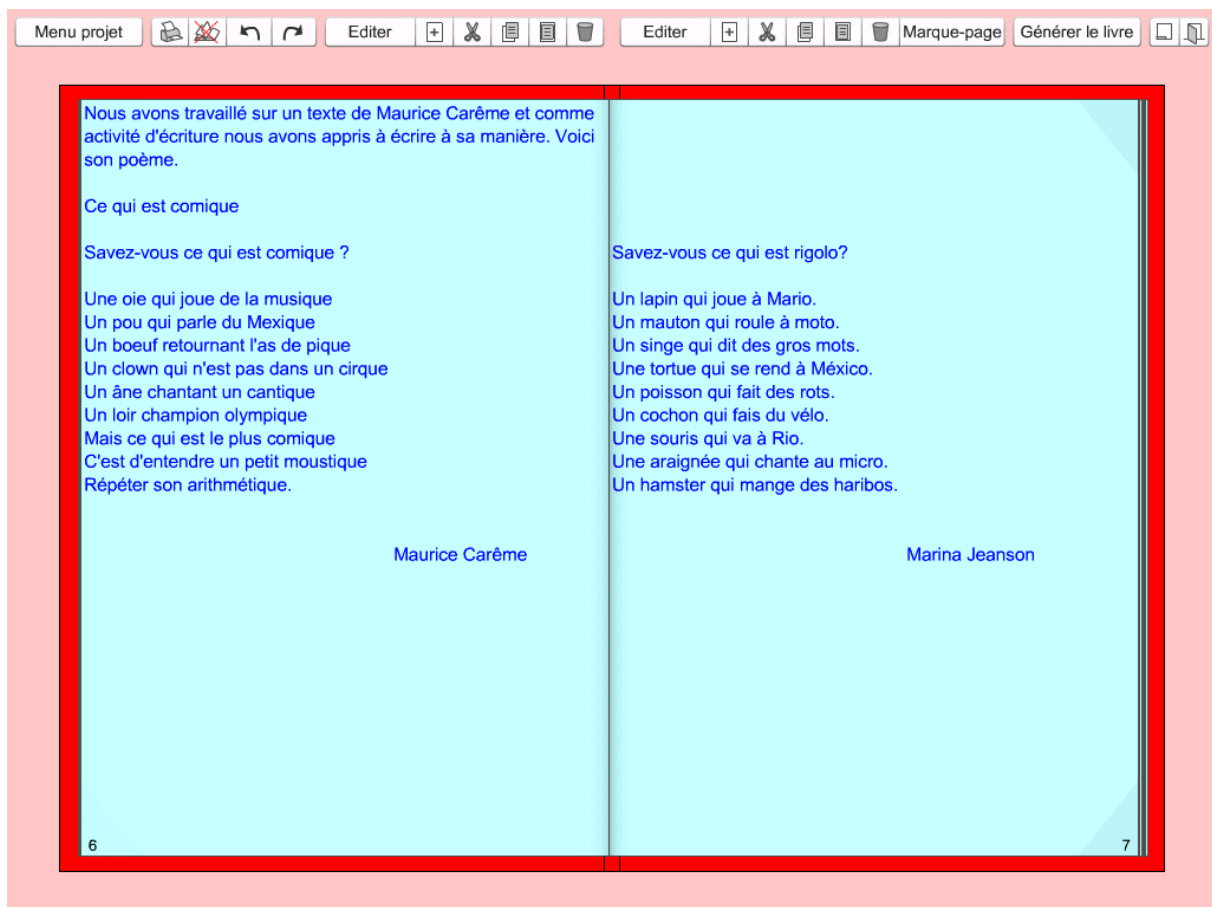 Menu projet Editer Editer Marque-page Générer le livre
Nous avons travaillé sur un texte de Maurice Carême et comme
activité d'écriture nous avons appris à écrire à sa manière. Voici
son poème.
Ce qui est comique
Savez-vous ce qui est comique ?
Une oie qui joue de la musique
Un pou qui parle du Mexique
Un boeuf retournant l'as de pique
Un clown qui n'est pas dans un cirque
Un âne chantant un cantique
Un loir champion olympique
Mais ce qui est le plus comique
C'est d'entendre un petit moustique
Répéter son arithmétique.
Maurice Carême
6
Savez-vous ce qui est rigolo?
Un lapin qui joue à Mario.
Un mauton qui roule à moto.
Un singe qui dit des gros mots.
Une tortue qui se rend à México.
Un poisson qui fait des rots.
Un cochon qui fais du vélo.
Une souris qui va à Rio.
Une araignée qui chante au micro.
Un hamster qui mange des haribos.
Marina Jeanson
7